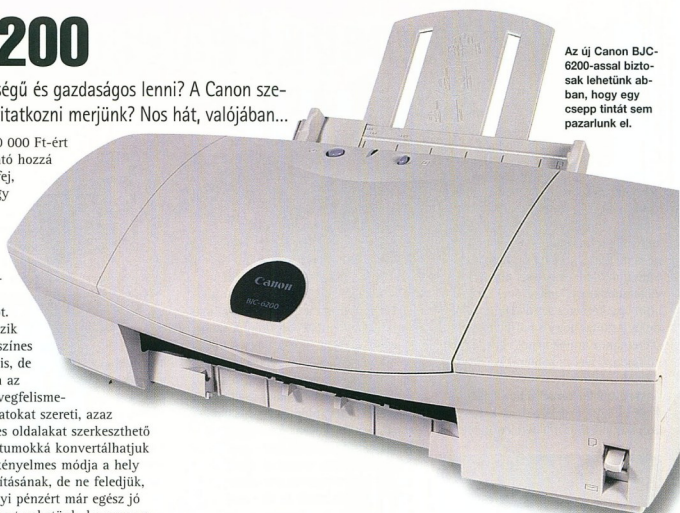 200
ségű és gazdaságos lenni? A Canon sze-
itatkozni merjünk? Nos hát, valójában...
0 000 Ft-ért
tó hozzá
fej,
gy
t.
zik
színes
is, de
az
vegfelisme-
atokat szereti, azaz
es oldalakat szerkeszthető
tumokká konvertálhatjuk
kényelmes módja a hely
ításának, de ne feledjük,
yi pénzért már egész jó
Az új Canon BJC-
6200-assal bizto-
sak lehetünk ab-
ban, hogy egy
csepp tintát sem
pazarlunk el.
Canon
BJC-6200